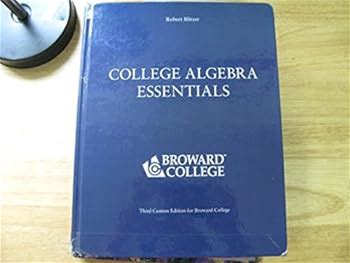 Robert Blitzer
COLLEGE ALGEBRA
ESSENTIALS
BROWARD
COLLEGE
Third Custom Edition for Broward College